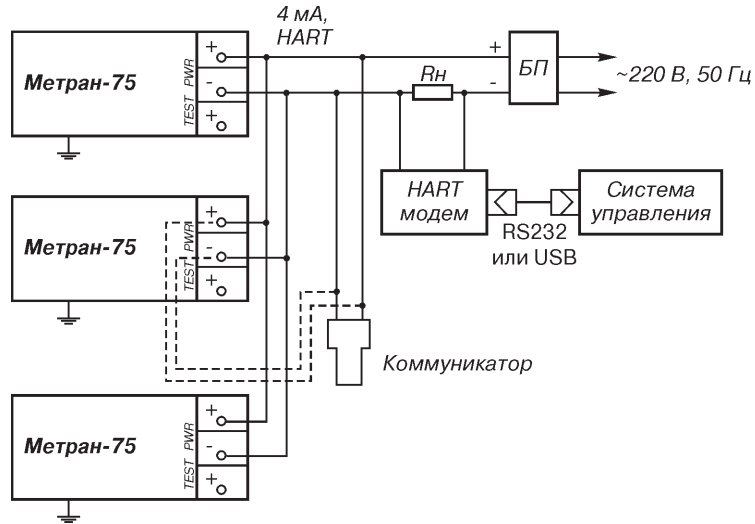 4 мА,
HART
Метран-75
+
-
+
PWR
TEST
+
-
Rн
БП
~220 В, 50 Гц
HART
модем
Система
управления
RS232
или USB
Метран-75
+
-
+
PWR
TEST
Коммуникатор
Метран-75
+
-
+
PWR
TEST